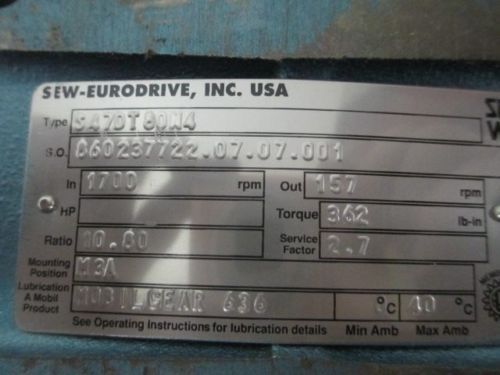 SEW-EURODRIVE, INC. USA
Type S47DT80N4
S.O. 060237722.07.07.001
In 1700 rpm Out 157 rpm
HP Torque 362 lb-in
Ratio 10.80 Service Factor 2.7
Mounting Position M3A
Lubrication A Mobil Product MOBILGEAR 636 °C 40 °C
See Operating Instructions for lubrication details Min Amb Max Amb